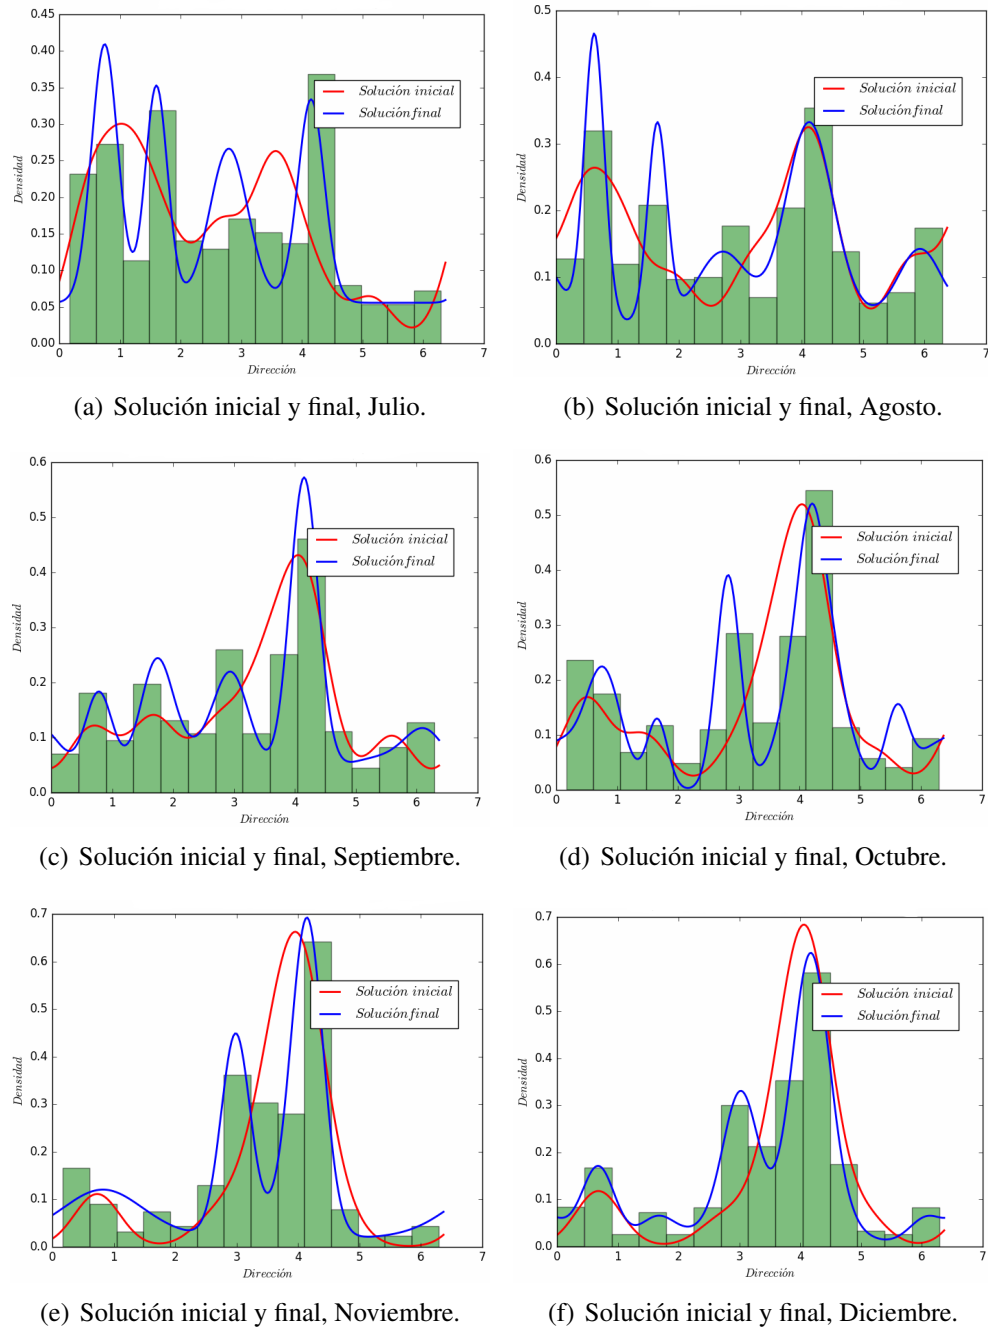 0.45
0.40
0.35
0.30
0.25
0.20
0.15
0.10
0.05
0.00
Densidad
Solución inicial
Solución final
0 1 2 3 4 5 6 7
Dirección
(a) Solución inicial y final, Julio.
0.5
0.4
0.3
0.2
0.1
0.0
Densidad
Solución inicial
Solución final
0 1 2 3 4 5 6 7
Dirección
(b) Solución inicial y final, Agosto.
0.6
0.5
0.4
0.3
0.2
0.1
0.0
Densidad
Solución inicial
Solución final
0 1 2 3 4 5 6 7
Dirección
(c) Solución inicial y final, Septiembre.
0.6
0.5
0.4
0.3
0.2
0.1
0.0
Densidad
Solución inicial
Solución final
0 1 2 3 4 5 6 7
Dirección
(d) Solución inicial y final, Octubre.
0.7
0.6
0.5
0.4
0.3
0.2
0.1
0.0
Densidad
Solución inicial
Solución final
0 1 2 3 4 5 6 7
Dirección
(e) Solución inicial y final, Noviembre.
0.7
0.6
0.5
0.4
0.3
0.2
0.1
0.0
Densidad
Solución inicial
Solución final
0 1 2 3 4 5 6 7
Dirección
(f) Solución inicial y final, Diciembre.